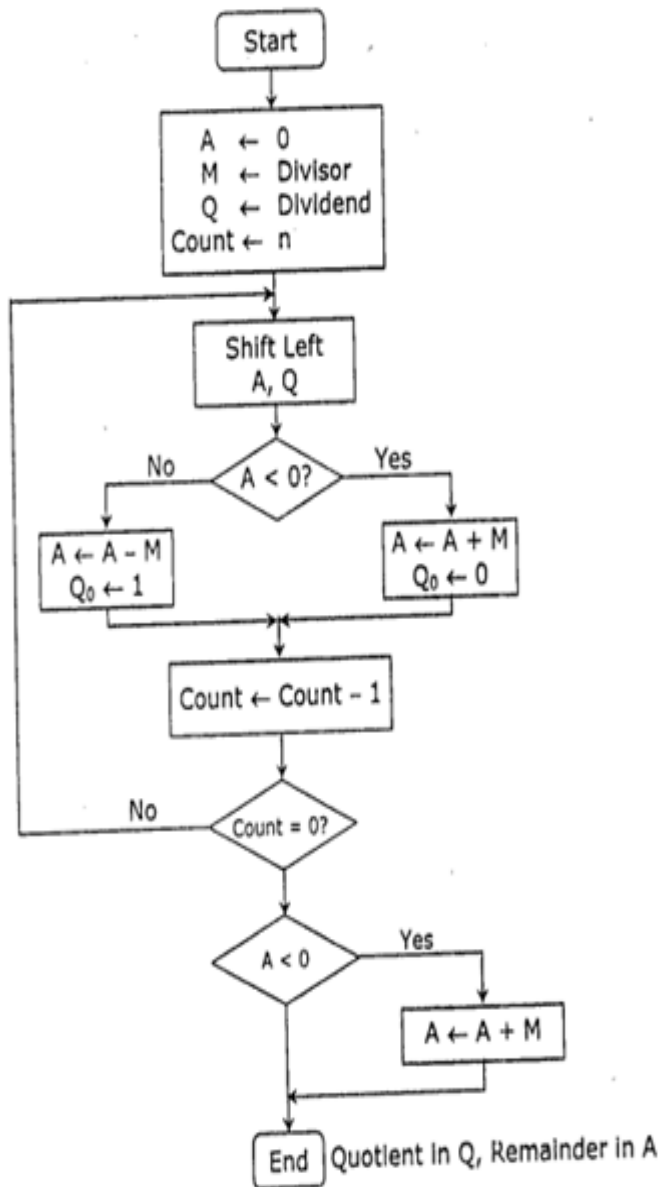 Start
A ← 0
M ← Divisor
Q ← Dividend
Count ← n
Shift Left
A, Q
No
A < 0?
Yes
A ← A – M
Q₀ ← 1
A ← A + M
Q₀ ← 0
Count ← Count – 1
No
Count = 0?
A < 0
Yes
A ← A + M
End
Quotient in Q, Remainder in A